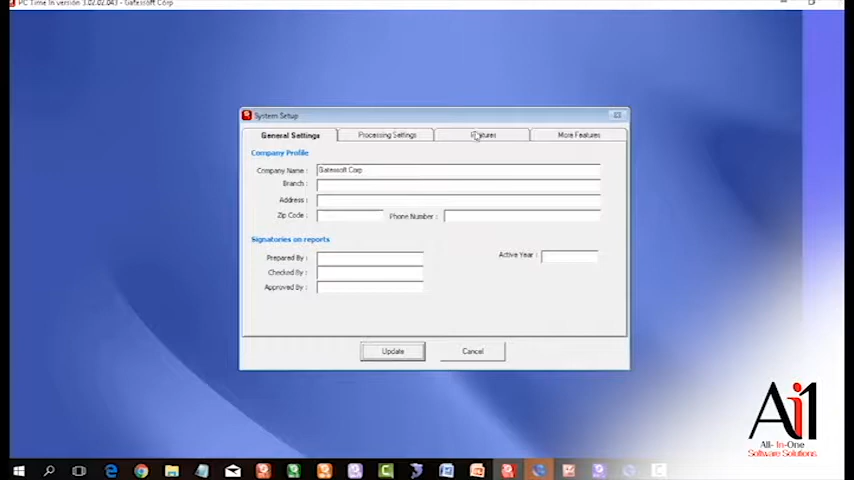 PC Time In version 3.02.02.043 - Gatessoft Corp
System Setup
General Settings Processing Settings Features More Features
Company Profile
Company Name : Gatessoft Corp
Branch :
Address :
Zip Code : Phone Number :
Signatories on reports
Prepared By : Active Year :
Checked By :
Approved By :
Update Cancel
Ai1
All- In-One
Software Solutions